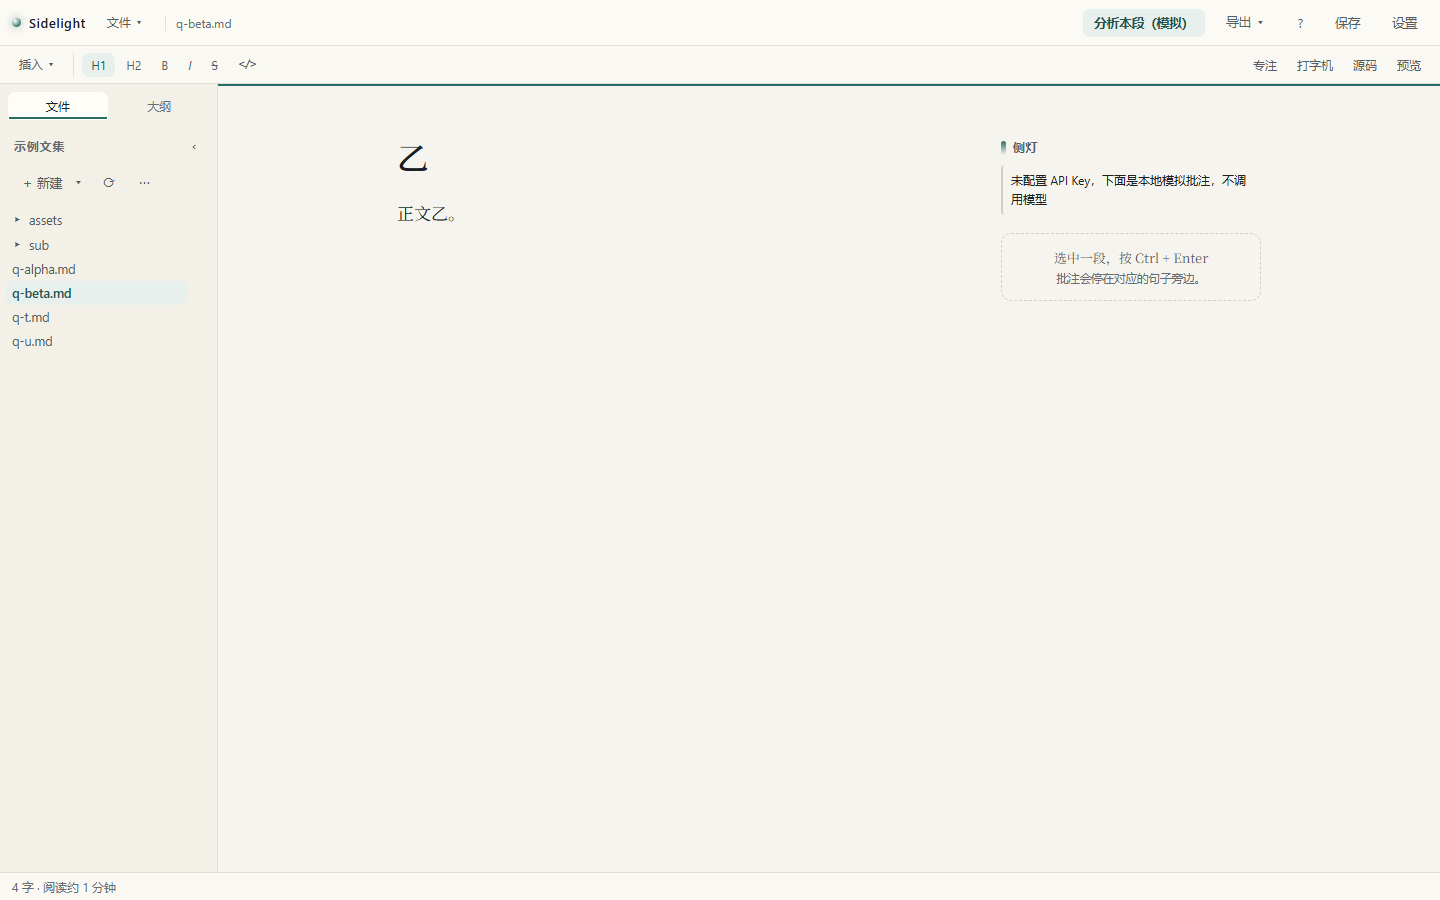 Sidelight 文件 q-beta.md 分析本段（模拟） 导出 ? 保存 设置
插入 H1 H2 B I S </> 专注 打字机 源码 预览
文件 大纲
示例文集 ‹
+ 新建 ···
assets
sub
q-alpha.md
q-beta.md
q-t.md
q-u.md
乙
正文乙。
侧灯
未配置 API Key，下面是本地模拟批注，不调
用模型
选中一段，按 Ctrl + Enter
批注会停在对应的句子旁边。
4 字 · 阅读约 1 分钟